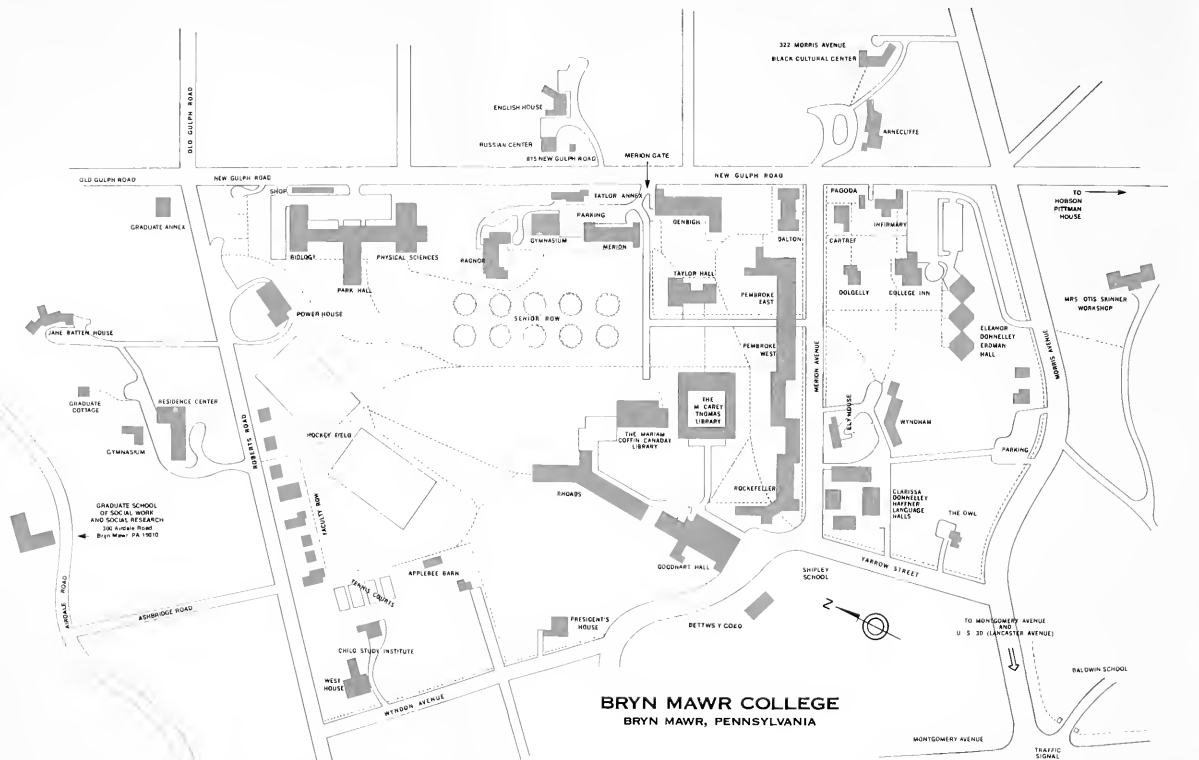 322 MORRIS AVENUE
BLACK CULTURAL CENTER
OLD GULPH ROAD
ENGLISH HOUSE
ARNECLIFFE
RUSSIAN CENTER
815 NEW GULPH ROAD
MERION GATE
OLD GULPH ROAD
NEW GULPH ROAD
NEW GULPH ROAD
SHOP
TAYLOR ANNEX
PAGODA
TO
HOBSON
PITTMAN
HOUSE
PARKING
GRADUATE ANNEX
DENBIGH
INFIRMARY
GYMNASIUM
MERION
DALTON
CARTREF
BIOLOGY
PHYSICAL SCIENCES
RADNOR
TAYLOR HALL
PARK HALL
PEMBROKE
EAST
DOLGELLY
COLLEGE INN
MRS OTIS SKINNER
WORKSHOP
POWER HOUSE
SENIOR ROW
JANE BATTEN HOUSE
ELEANOR
DONNELLEY
ERDMAN
HALL
PEMBROKE
WEST
MERION AVENUE
MORRIS AVENUE
GRADUATE
COTTAGE
RESIDENCE CENTER
THE
M CAREY
THOMAS
LIBRARY
ELY HOUSE
WYNDHAM
ROBERTS ROAD
HOCKEY FIELD
THE MARIAM
COFFIN CANADAY
LIBRARY
GYMNASIUM
PARKING
RHOADS
ROCKEFELLER
CLARISSA
DONNELLEY
HAFFNER
LANGUAGE
HALLS
THE OWL
GRADUATE SCHOOL
OF SOCIAL WORK
AND SOCIAL RESEARCH
300 Airdale Road
Bryn Mawr PA 19010
FACULTY ROW
GOODHART HALL
SHIPLEY
SCHOOL
YARROW STREET
APPLEBEE BARN
TENNIS COURTS
AIRDALE ROAD
ASHBRIDGE ROAD
PRESIDENT'S
HOUSE
BETTWS Y COED
N
TO MONTGOMERY AVENUE
AND
U S 30 (LANCASTER AVENUE)
CHILD STUDY INSTITUTE
WEST
HOUSE
BALDWIN SCHOOL
WYNDON AVENUE
BRYN MAWR COLLEGE
BRYN MAWR, PENNSYLVANIA
MONTGOMERY AVENUE
TRAFFIC
SIGNAL